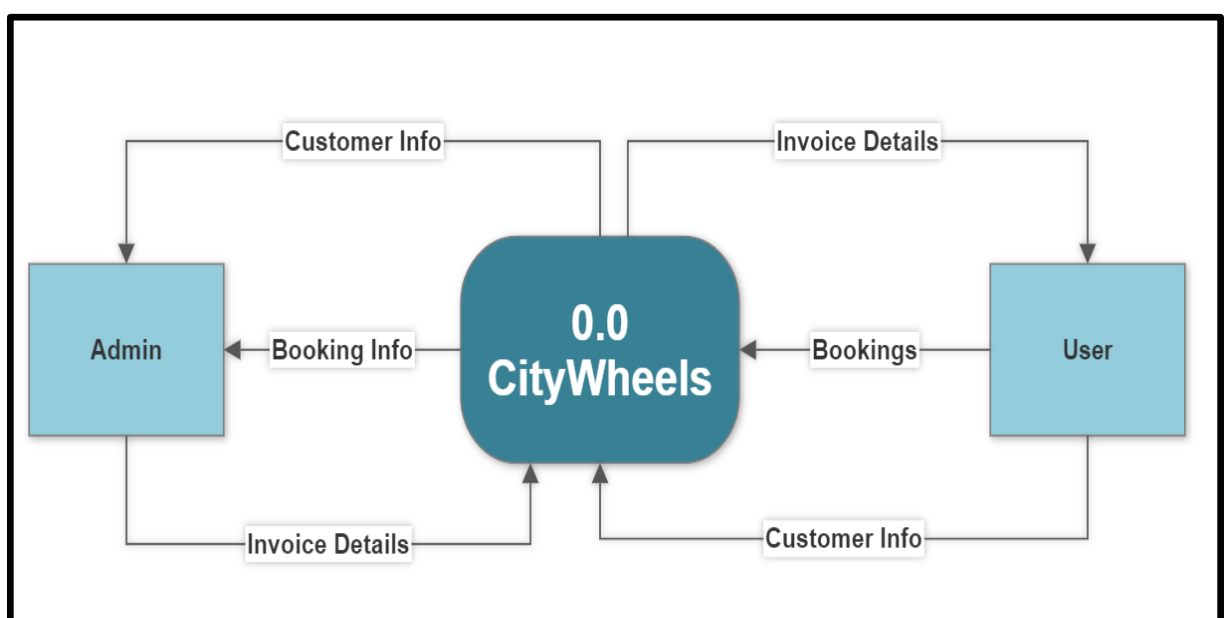 Customer Info
Invoice Details
0.0
CityWheels
Admin
Booking Info
Bookings
User
Invoice Details
Customer Info